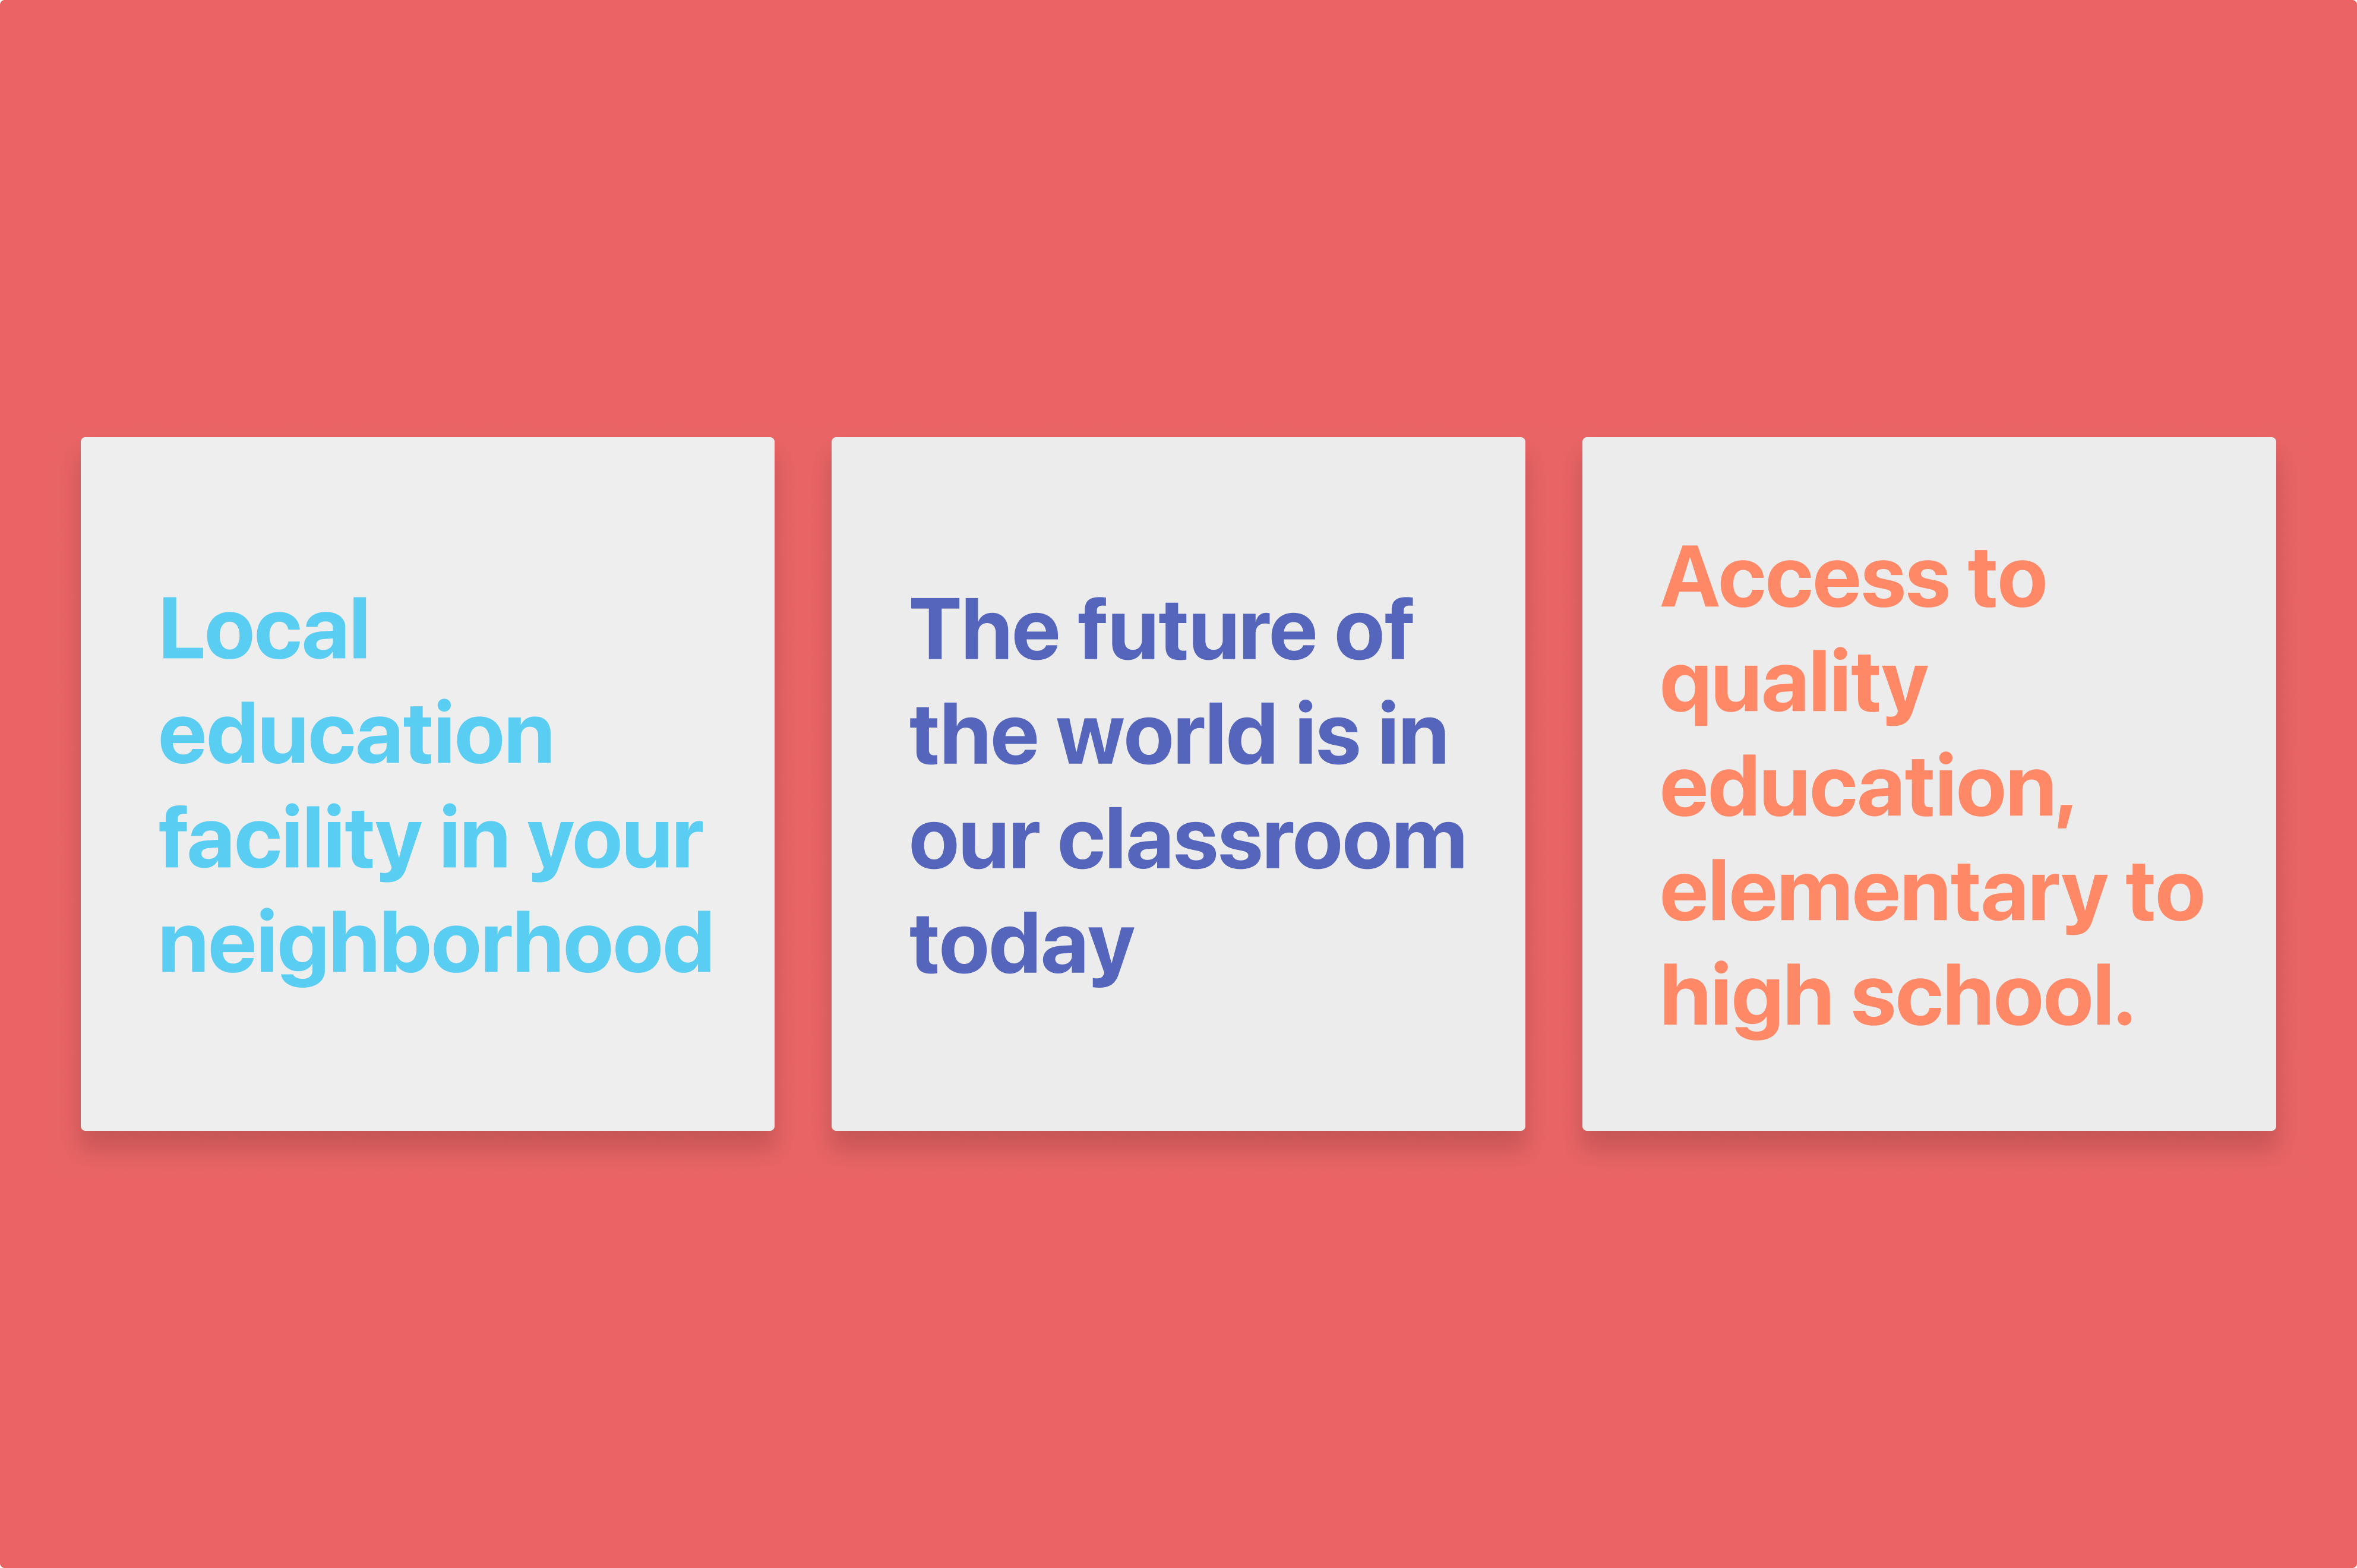 Local
education
facility in your
neighborhood
The future of
the world is in
our classroom
today
Access to
quality
education,
elementary to
high school.